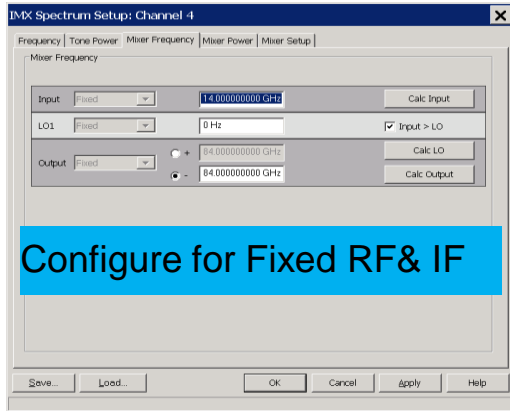 IMX Spectrum Setup: Channel 4
Frequency Tone Power Mixer Frequency Mixer Power Mixer Setup
Mixer Frequency
Input Fixed 14.000000000 GHz Calc Input
LO1 Fixed 0 Hz Input > LO
Output Fixed + 84.000000000 GHz Calc LO
- 84.000000000 GHz Calc Output
Configure for Fixed RF& IF
Save... Load... OK Cancel Apply Help